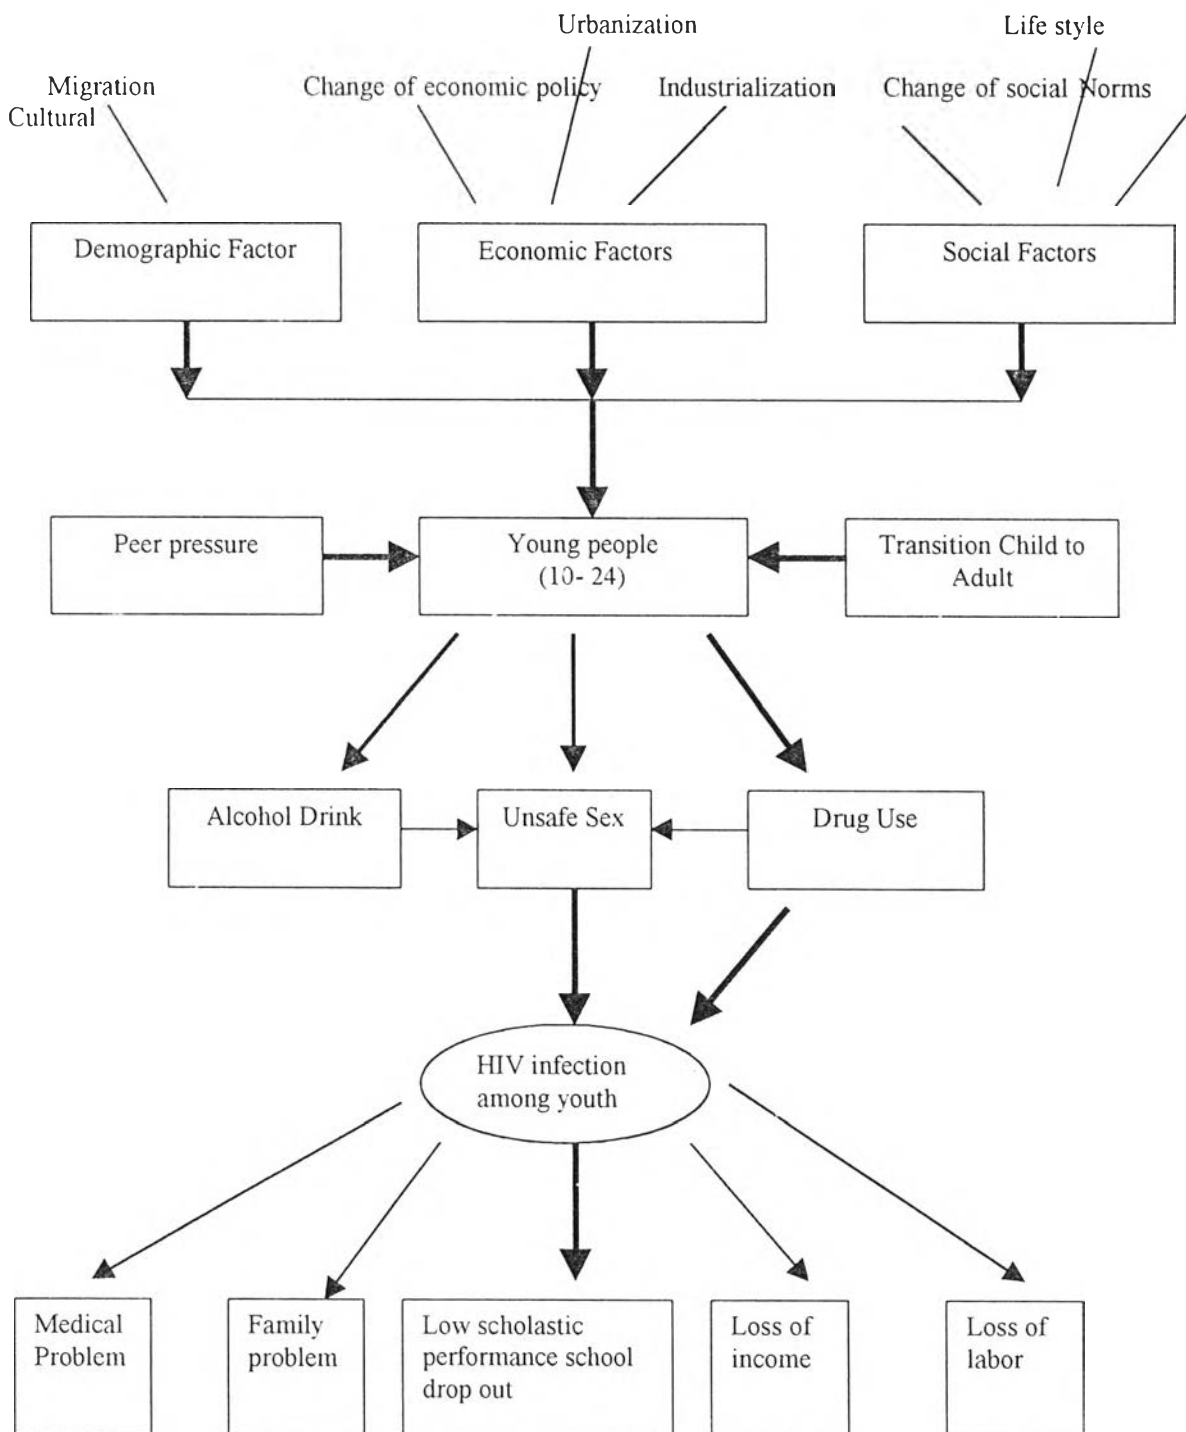 Urbanization
Life style
Migration
Change of economic policy
Industrialization
Change of social Norms
Cultural
Demographic Factor
Economic Factors
Social Factors
Peer pressure
Young people
(10- 24)
Transition Child to
Adult
Alcohol Drink
Unsafe Sex
Drug Use
HIV infection
among youth
Medical
Problem
Family
problem
Low scholastic
performance school
drop out
Loss of
income
Loss of
labor